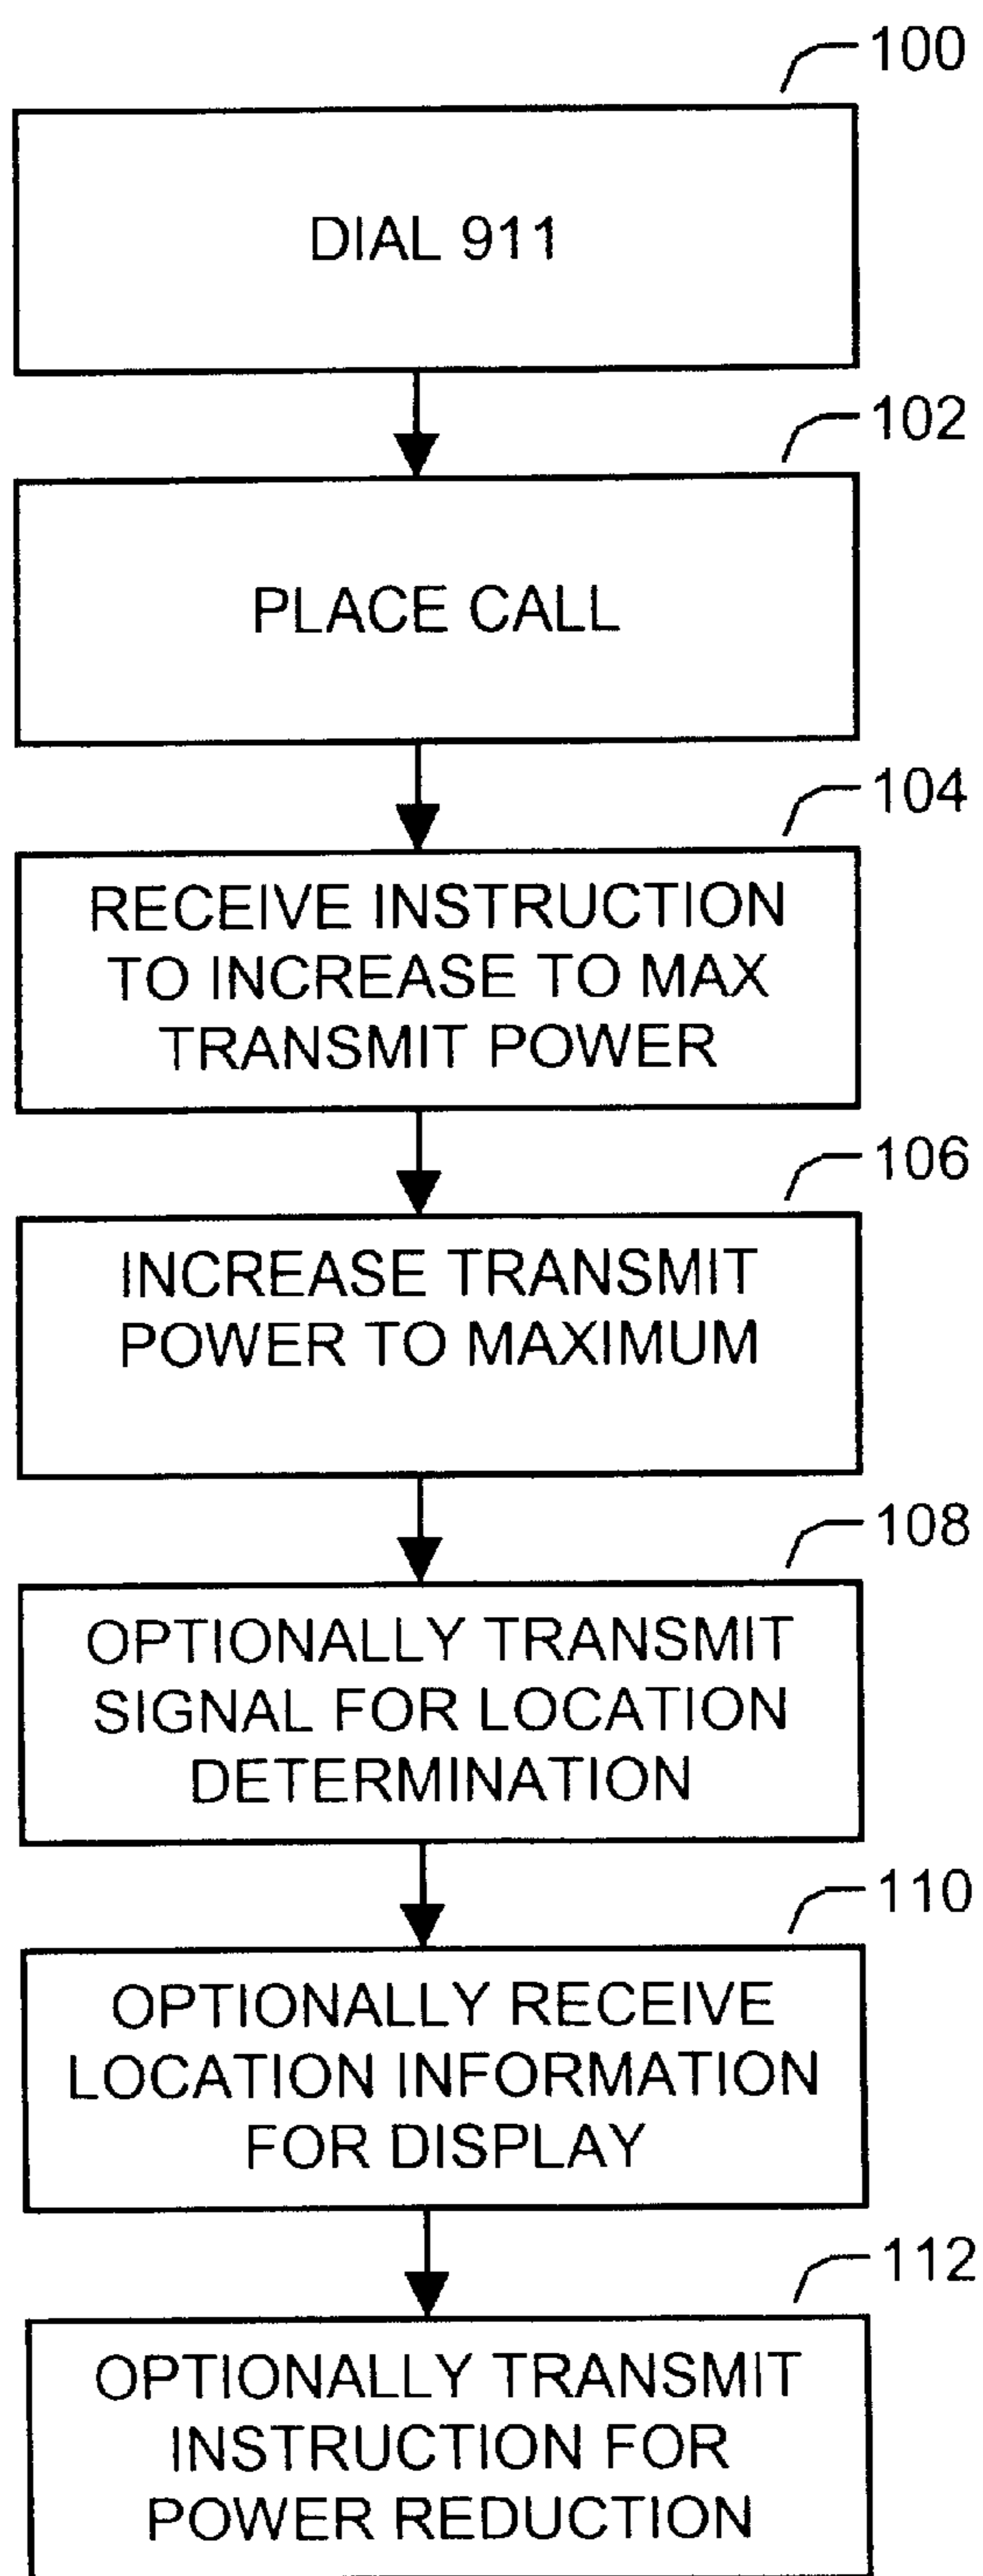 100
DIAL 911
102
PLACE CALL
104
RECEIVE INSTRUCTION
TO INCREASE TO MAX
TRANSMIT POWER
106
INCREASE TRANSMIT
POWER TO MAXIMUM
108
OPTIONALLY TRANSMIT
SIGNAL FOR LOCATION
DETERMINATION
110
OPTIONALLY RECEIVE
LOCATION INFORMATION
FOR DISPLAY
112
OPTIONALLY TRANSMIT
INSTRUCTION FOR
POWER REDUCTION